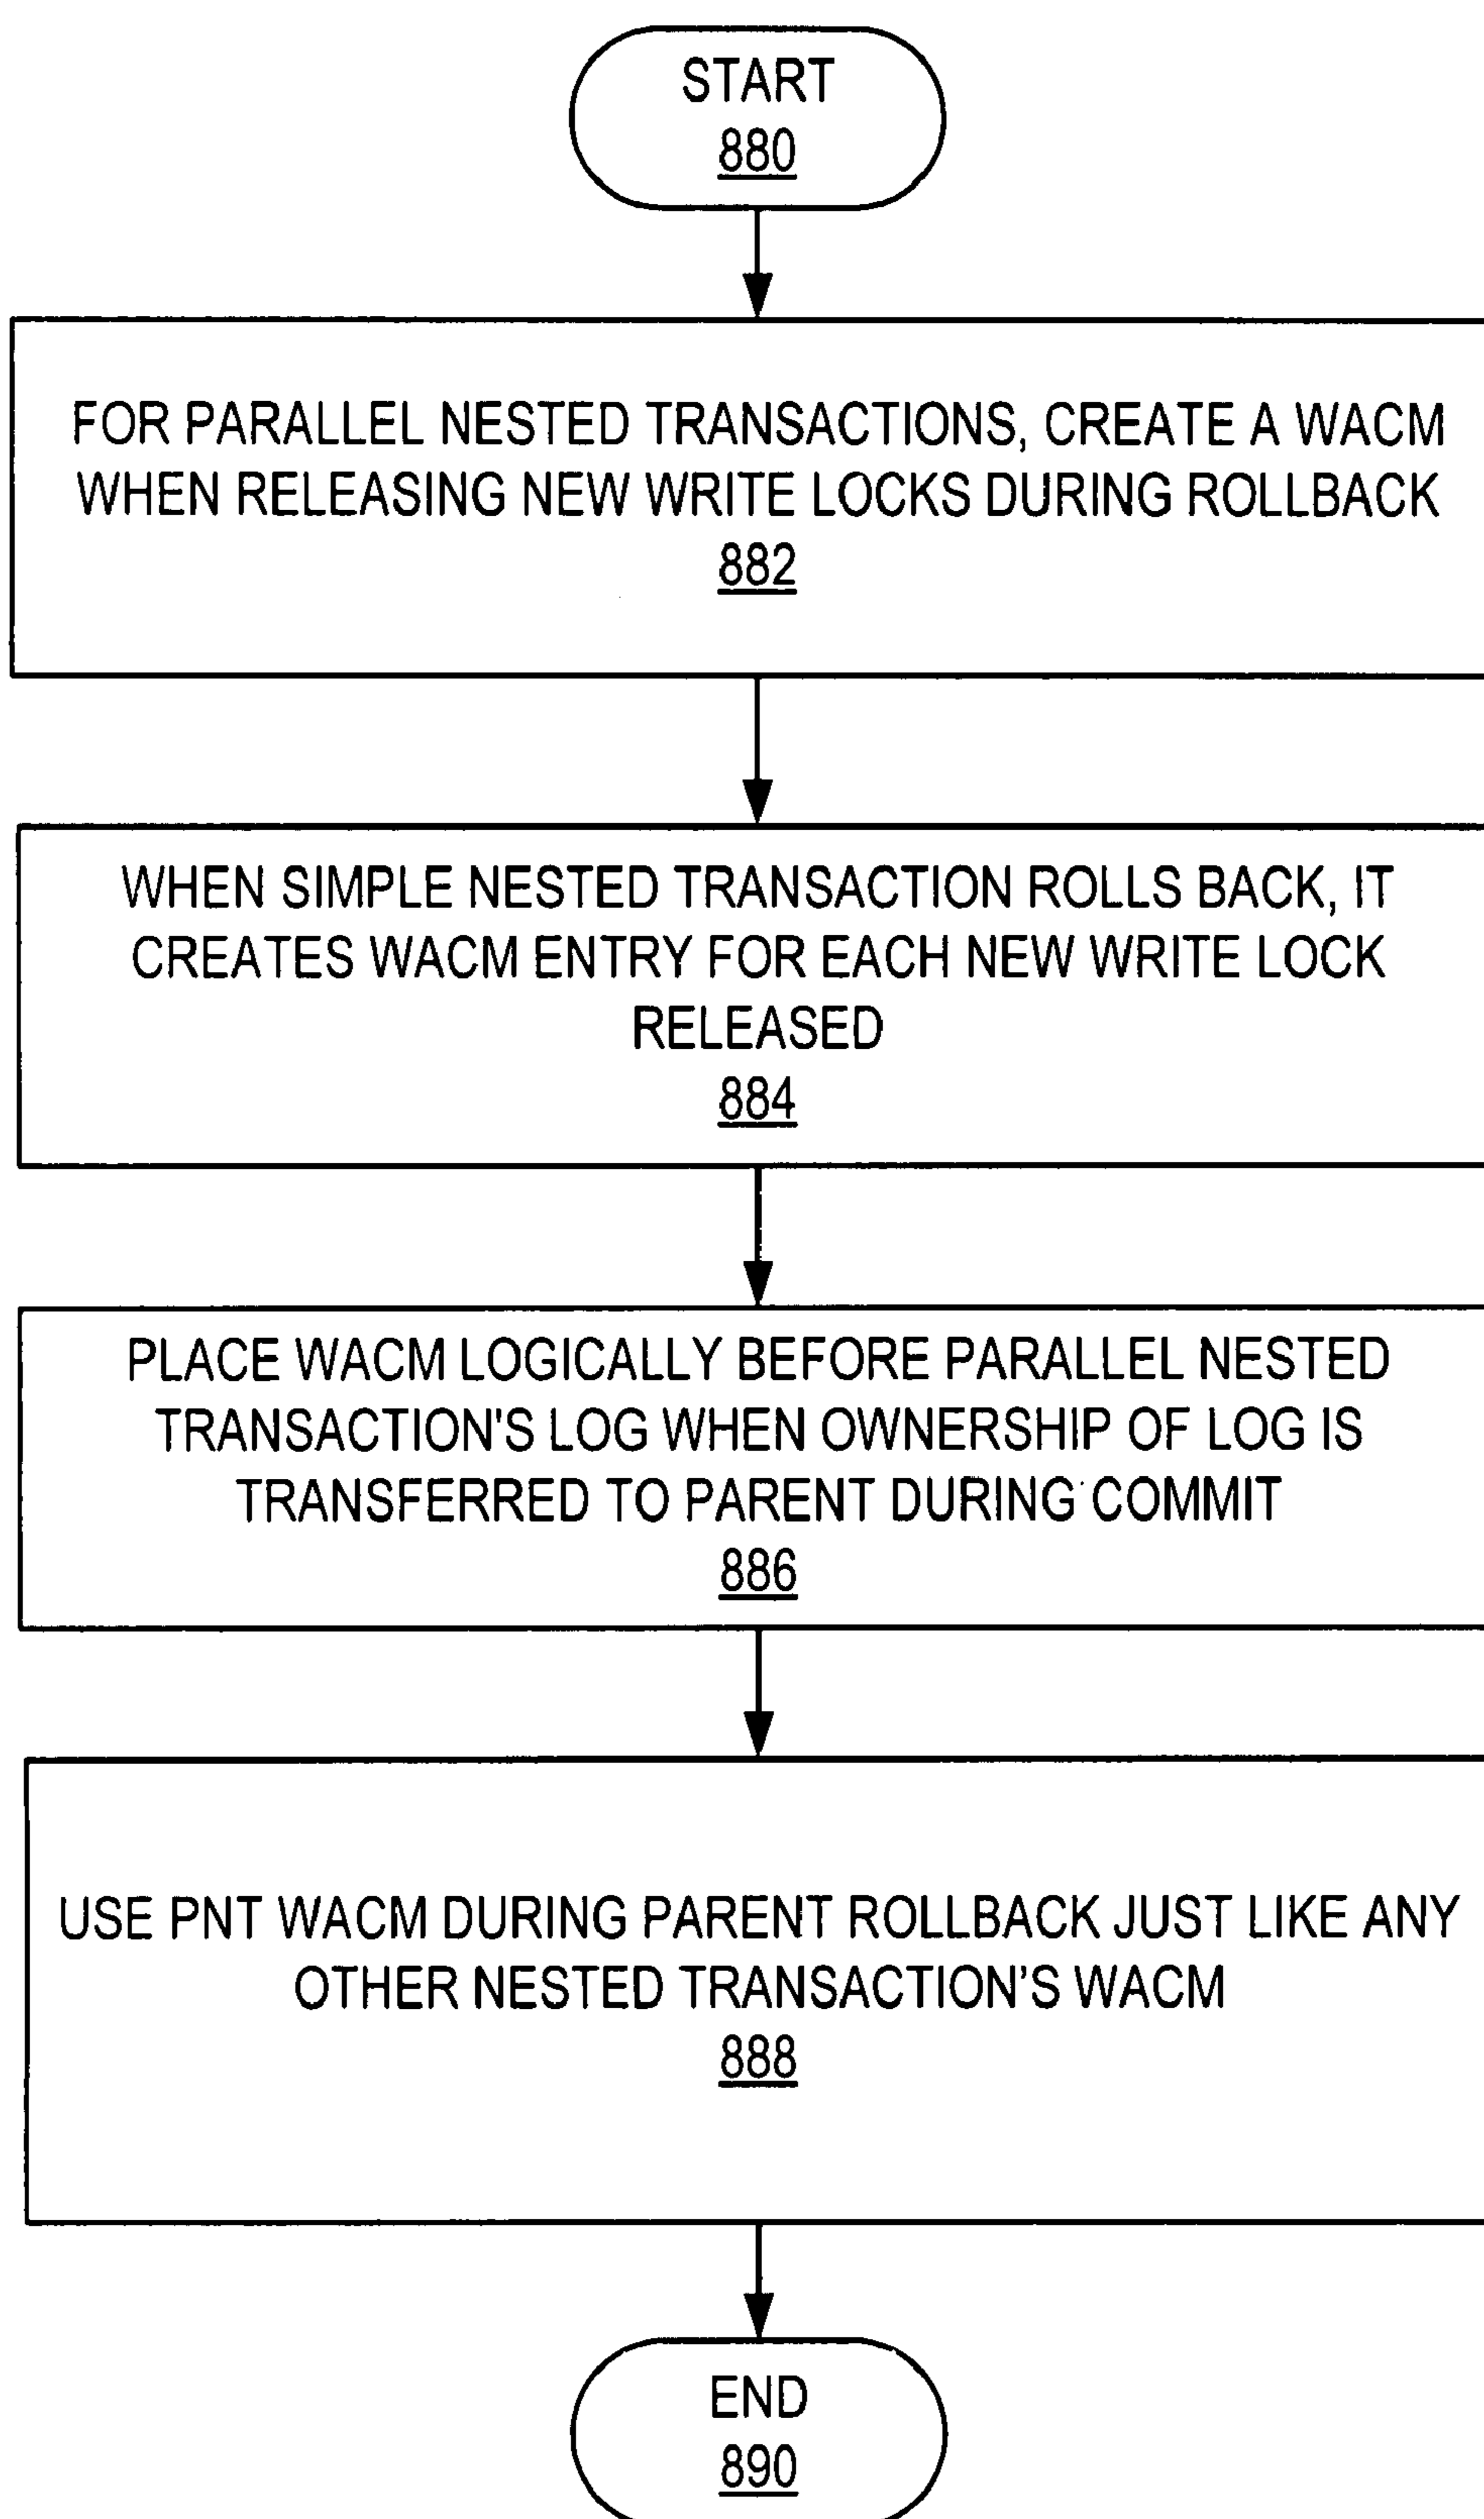 START
880
FOR PARALLEL NESTED TRANSACTIONS, CREATE A WACM
WHEN RELEASING NEW WRITE LOCKS DURING ROLLBACK
882
WHEN SIMPLE NESTED TRANSACTION ROLLS BACK, IT
CREATES WACM ENTRY FOR EACH NEW WRITE LOCK
RELEASED
884
PLACE WACM LOGICALLY BEFORE PARALLEL NESTED
TRANSACTION'S LOG WHEN OWNERSHIP OF LOG IS
TRANSFERRED TO PARENT DURING COMMIT
886
USE PNT WACM DURING PARENT ROLLBACK JUST LIKE ANY
OTHER NESTED TRANSACTION'S WACM
888
END
890